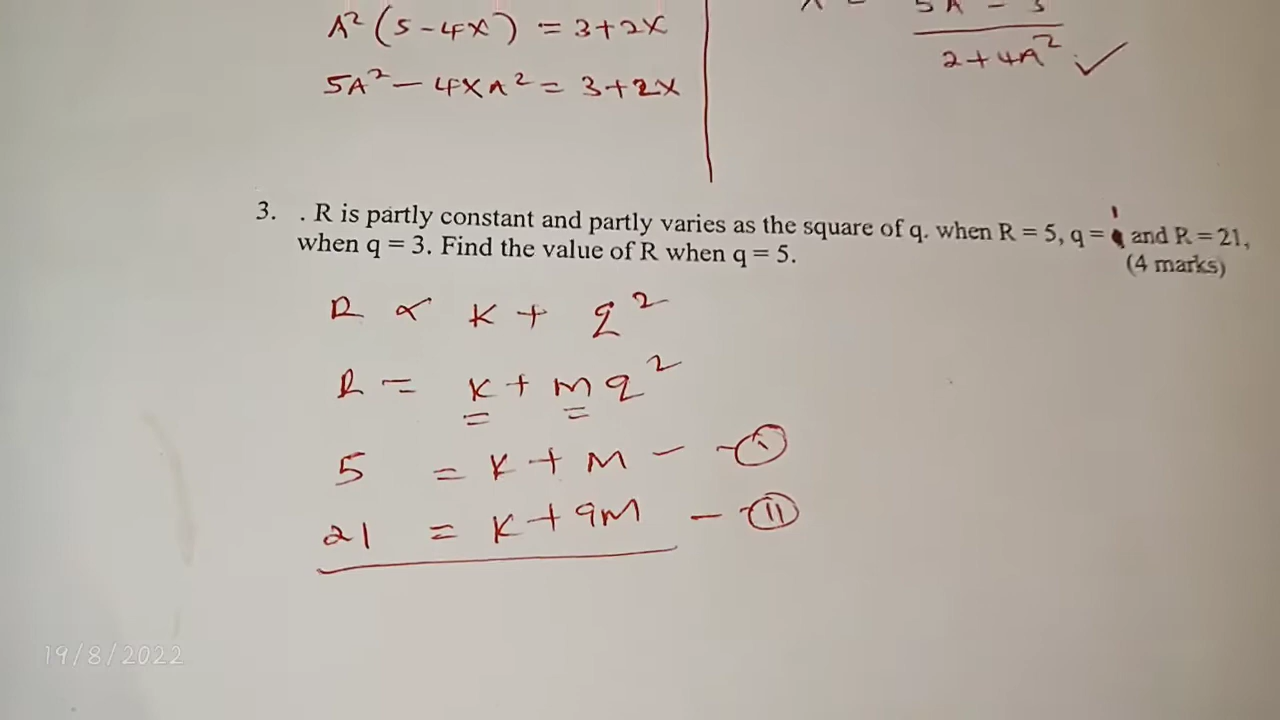 A² (5 - 4x) = 3 + 2x
5A² - 4xA² = 3 + 2x
2 + 4A² ✓
3. . R is partly constant and partly varies as the square of q. when R = 5, q = 1 and R = 21,
when q = 3. Find the value of R when q = 5.
(4 marks)
R ∝ K + q²
R = K + mq²
5 = K + M - - (I)
21 = K + 9M - (II)
19/8/2022